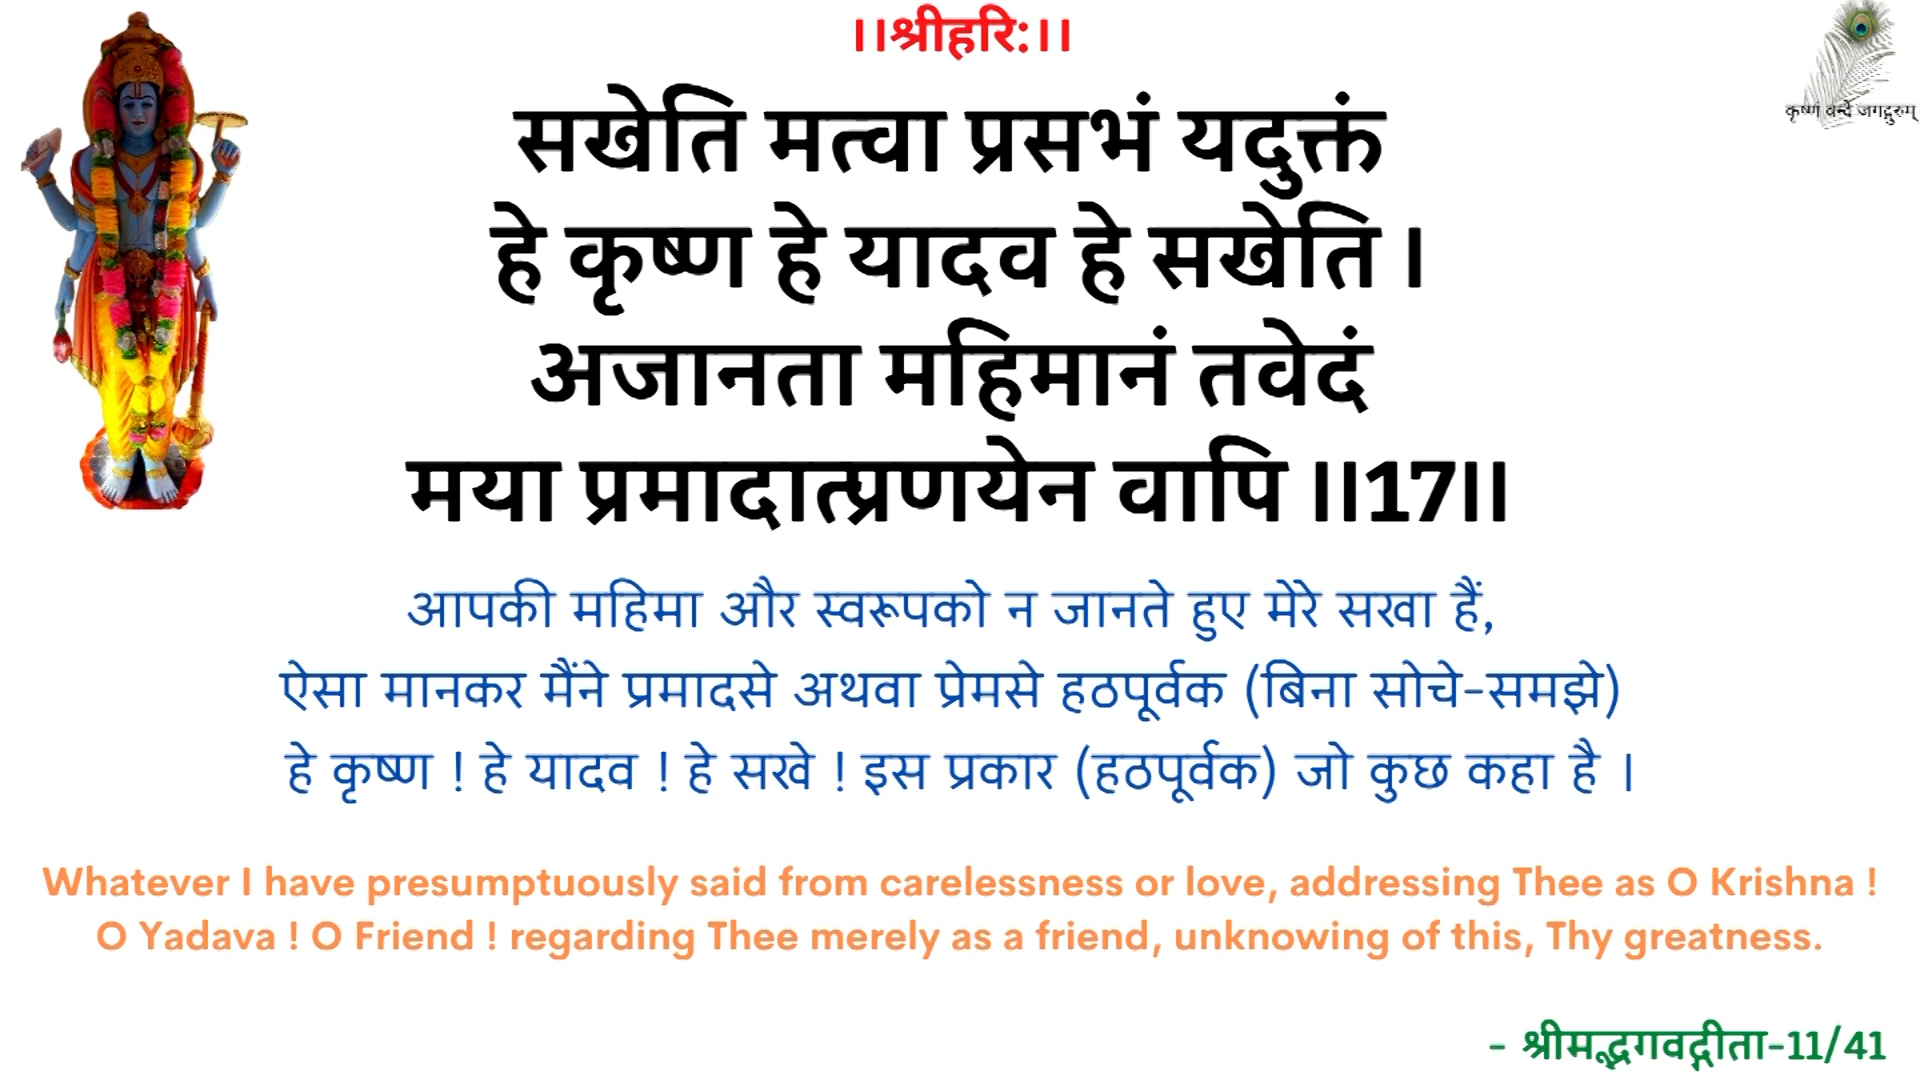 ।।श्रीहरि:।।
कृष्णं वन्दे जगद्गुरुम्
सखेति मत्वा प्रसभं यदुक्तं
हे कृष्ण हे यादव हे सखेति ।
अजानता महिमानं तवेदं
मया प्रमादात्प्रणयेन वापि ।।17।।
आपकी महिमा और स्वरूपको न जानते हुए मेरे सखा हैं,
ऐसा मानकर मैंने प्रमादसे अथवा प्रेमसे हठपूर्वक (बिना सोचे-समझे)
हे कृष्ण ! हे यादव ! हे सखे ! इस प्रकार (हठपूर्वक) जो कुछ कहा है ।
Whatever I have presumptuously said from carelessness or love, addressing Thee as O Krishna !
O Yadava ! O Friend ! regarding Thee merely as a friend, unknowing of this, Thy greatness.
- श्रीमद्भगवद्गीता-11/41